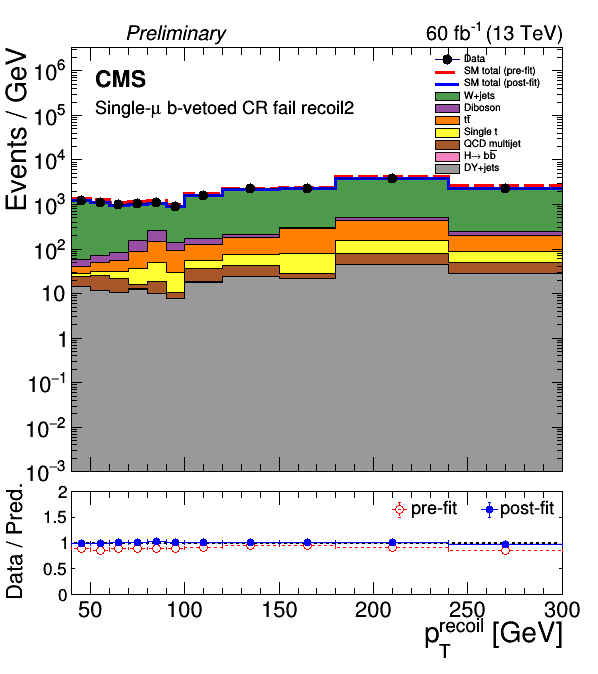 Preliminary 60 fb⁻¹ (13 TeV)
CMS
Single-μ b-vetoed CR fail recoil2
Data
SM total (pre-fit)
SM total (post-fit)
W+jets
Diboson
tt̅
Single t
QCD multijet
H→ bb̅
DY+jets
Events / GeV
10⁶
10⁵
10⁴
10³
10²
10
1
10⁻¹
10⁻²
10⁻³
pre-fit post-fit
Data / Pred.
2
1.5
1
0.5
0
50 100 150 200 250 300
p_T^recoil [GeV]